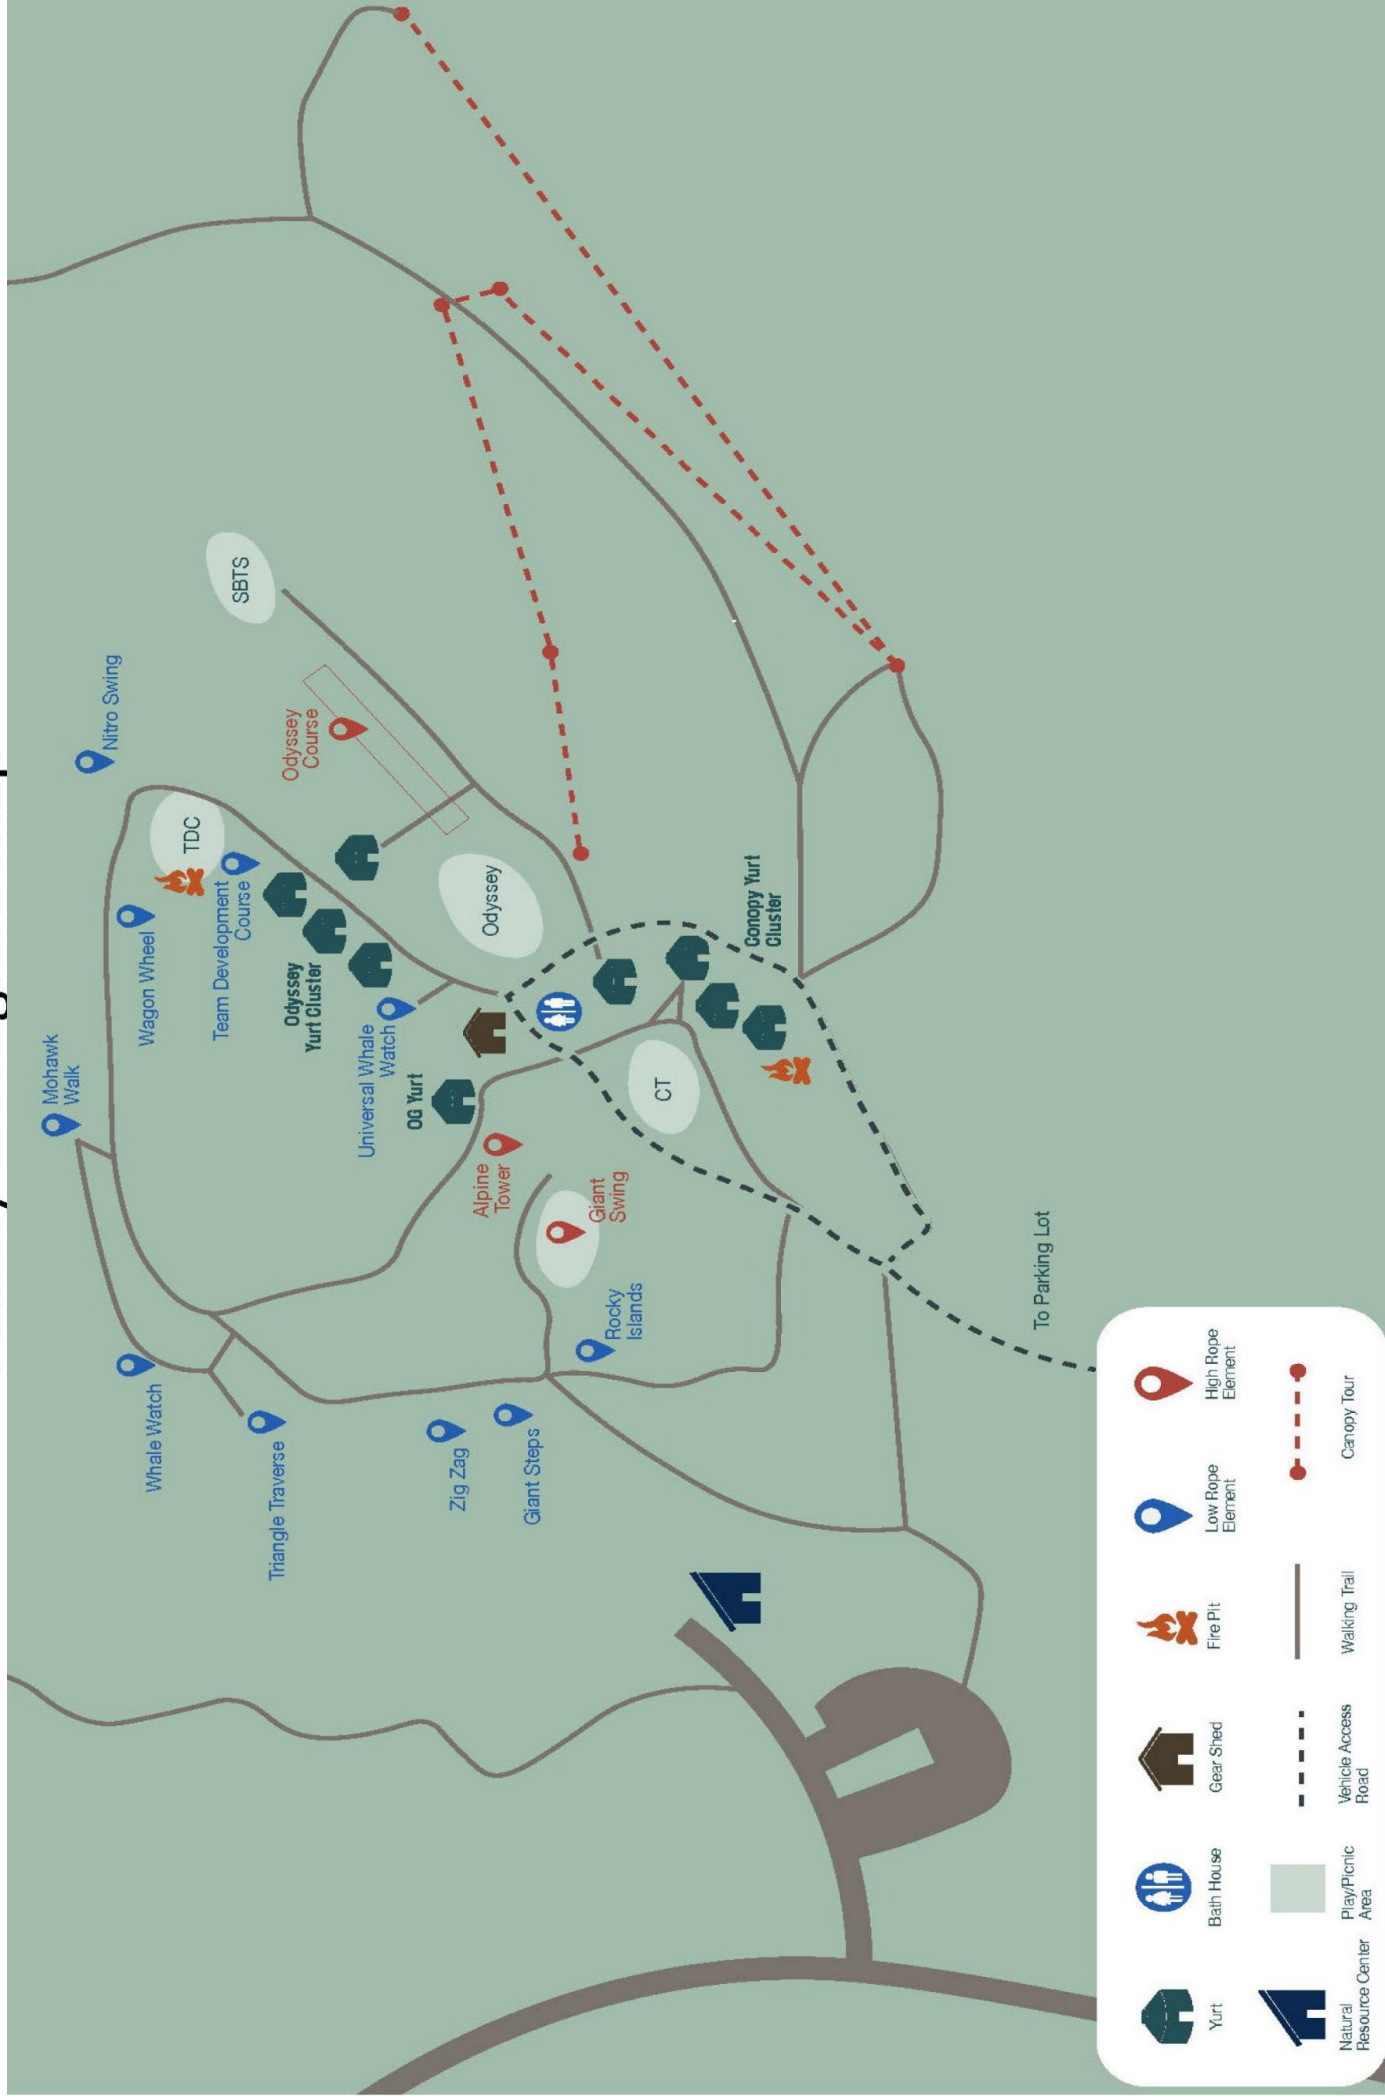 Mohawk
Walk
Nitro Swing
Whale Watch
Wagon Wheel
TDC
SBTS
Team Development
Course
Triangle Traverse
Odyssey
Course
Odyssey
Yurt Cluster
Universal Whale
Watch
OG Yurt
Zig Zag
Alpine
Tower
Odyssey
Giant Steps
Giant
Swing
Rocky
Islands
CT
Conopy Yurt
Cluster
To Parking Lot
Yurt
Bath House
Gear Shed
Fire Pit
Low Rope
Element
High Rope
Element
Natural
Resource Center
Play/Picnic
Area
Vehicle Access
Road
Walking Trail
Canopy Tour